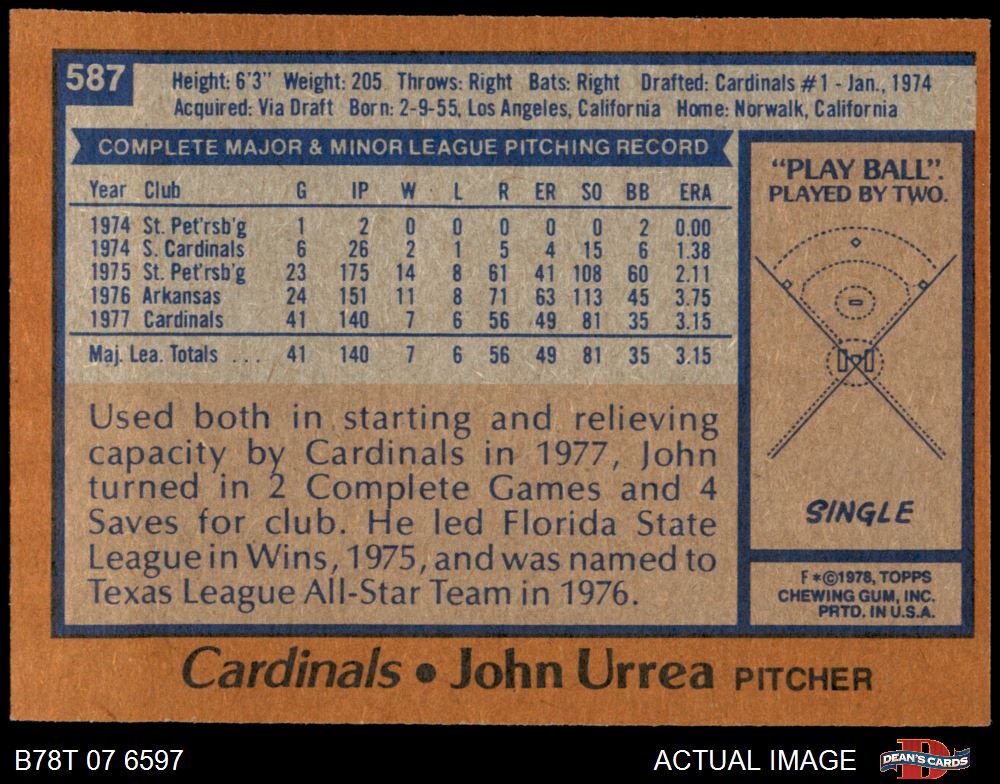 587
Height: 6'3" Weight: 205 Throws: Right Bats: Right Drafted: Cardinals #1 - Jan., 1974
Acquired: Via Draft Born: 2-9-55, Los Angeles, California Home: Norwalk, California
COMPLETE MAJOR & MINOR LEAGUE PITCHING RECORD
Year Club G IP W L R ER SO BB ERA
1974 St. Pet'rsb'g 1 2 0 0 0 0 0 2 0.00
1974 S. Cardinals 6 26 2 1 5 4 15 6 1.38
1975 St. Pet'rsb'g 23 175 14 8 61 41 108 60 2.11
1976 Arkansas 24 151 11 8 71 63 113 45 3.75
1977 Cardinals 41 140 7 6 56 49 81 35 3.15
Maj. Lea. Totals ... 41 140 7 6 56 49 81 35 3.15
Used both in starting and relieving
capacity by Cardinals in 1977, John
turned in 2 Complete Games and 4
Saves for club. He led Florida State
League in Wins, 1975, and was named to
Texas League All-Star Team in 1976.
"PLAY BALL".
PLAYED BY TWO.
SINGLE
F*©1978, TOPPS
CHEWING GUM, INC.
PRTD. IN U.S.A.
Cardinals • John Urrea PITCHER
B78T 07 6597
ACTUAL IMAGE
D
DEAN'S CARDS